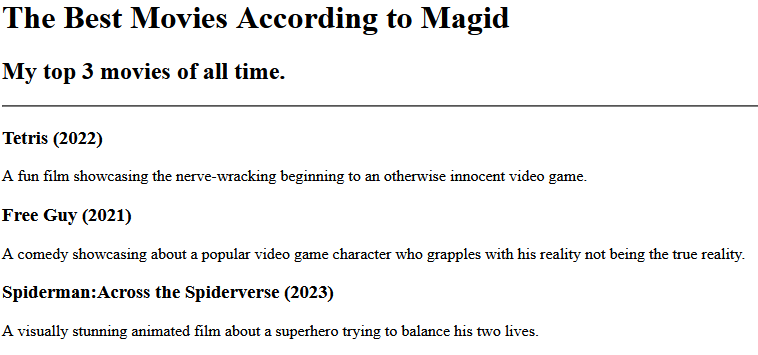 The Best Movies According to Magid
My top 3 movies of all time.
Tetris (2022)
A fun film showcasing the nerve-wracking beginning to an otherwise innocent video game.
Free Guy (2021)
A comedy showcasing about a popular video game character who grapples with his reality not being the true reality.
Spiderman:Across the Spiderverse (2023)
A visually stunning animated film about a superhero trying to balance his two lives.